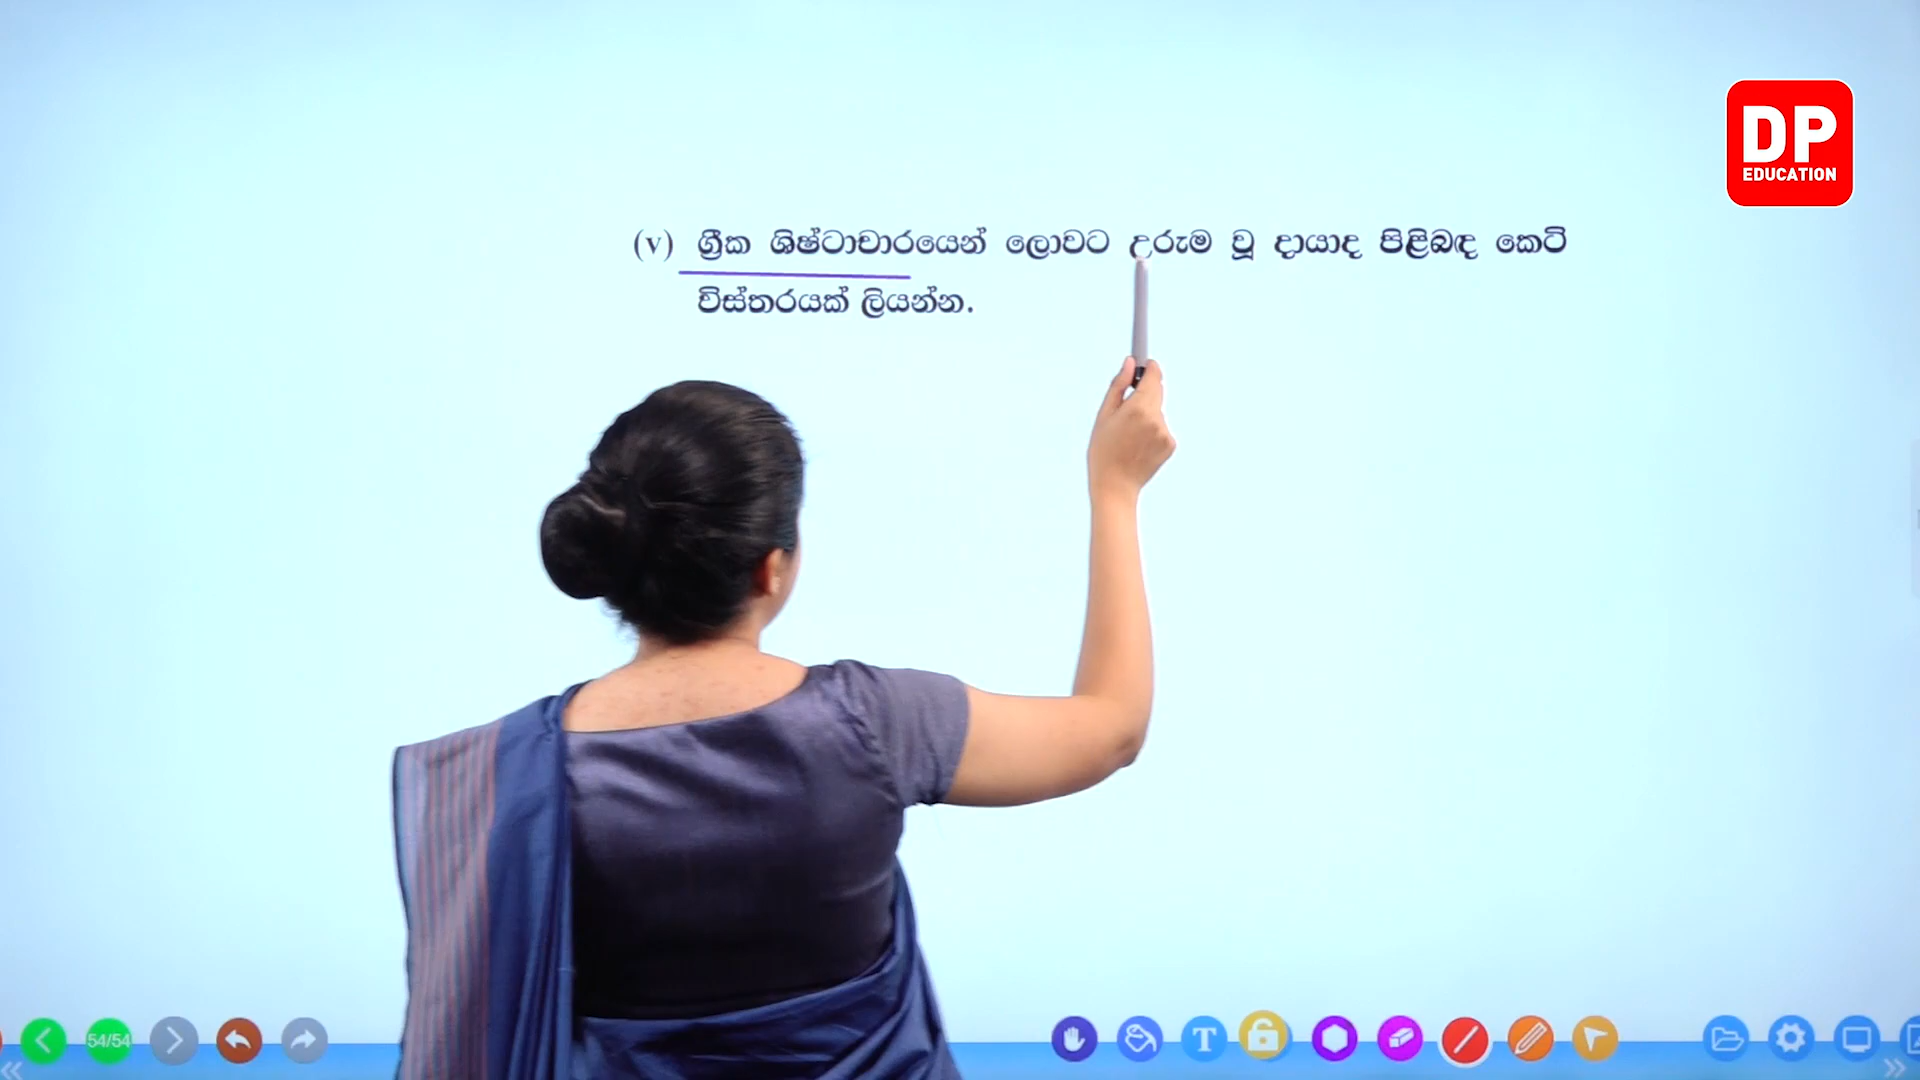 DP
EDUCATION
(v) ග්‍රීක ශිෂ්ටාචාරයෙන් ලොවට උරුම වූ දායාද පිළිබඳ කෙටි
විස්තරයක් ලියන්න.
54/54
T